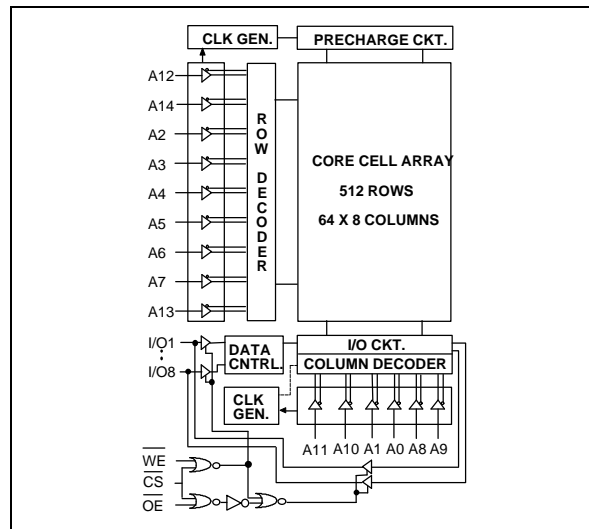 CLK GEN.
PRECHARGE CKT.
A12
A14
A2
A3
A4
A5
A6
A7
A13
ROW DECODER
CORE CELL ARRAY
512 ROWS
64 X 8 COLUMNS
I/O1
I/O8
DATA
CNTRL.
I/O CKT.
COLUMN DECODER
CLK
GEN.
A11 A10 A1 A0 A8 A9
WE
CS
OE